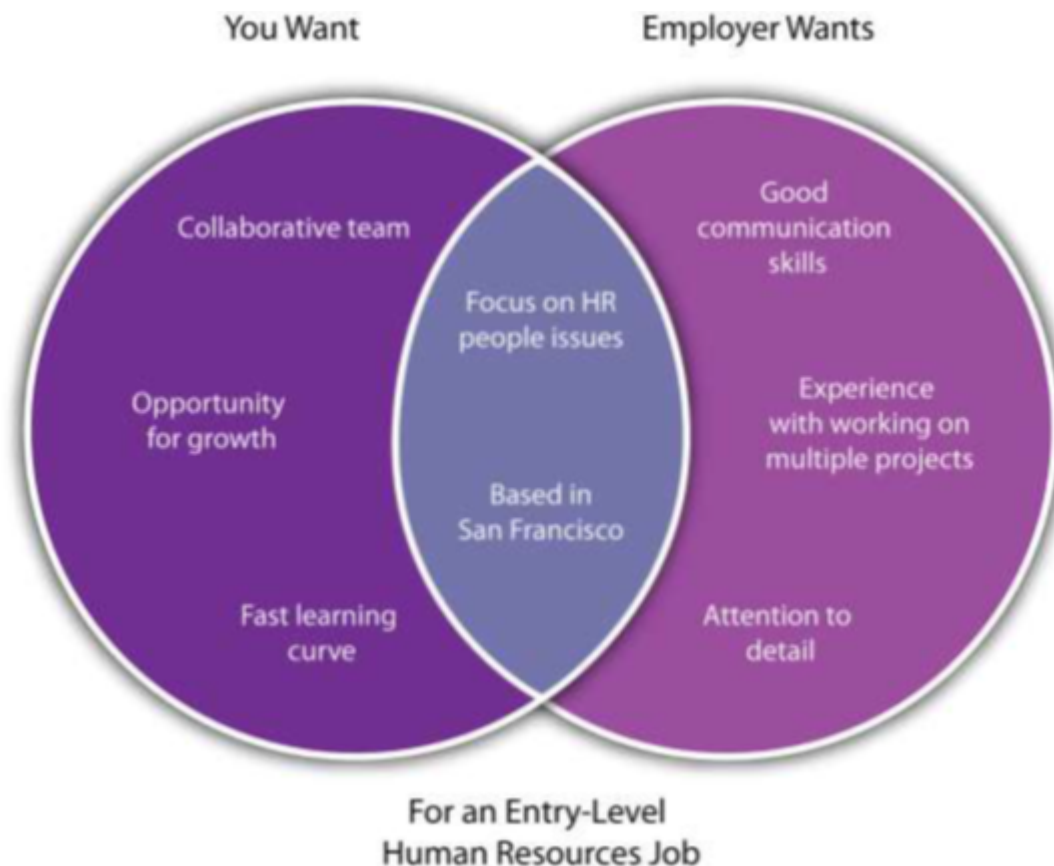 You Want
Employer Wants
Collaborative team
Opportunity
for growth
Fast learning
curve
Focus on HR
people issues
Based in
San Francisco
Good
communication
skills
Experience
with working on
multiple projects
Attention to
detail
For an Entry-Level
Human Resources Job